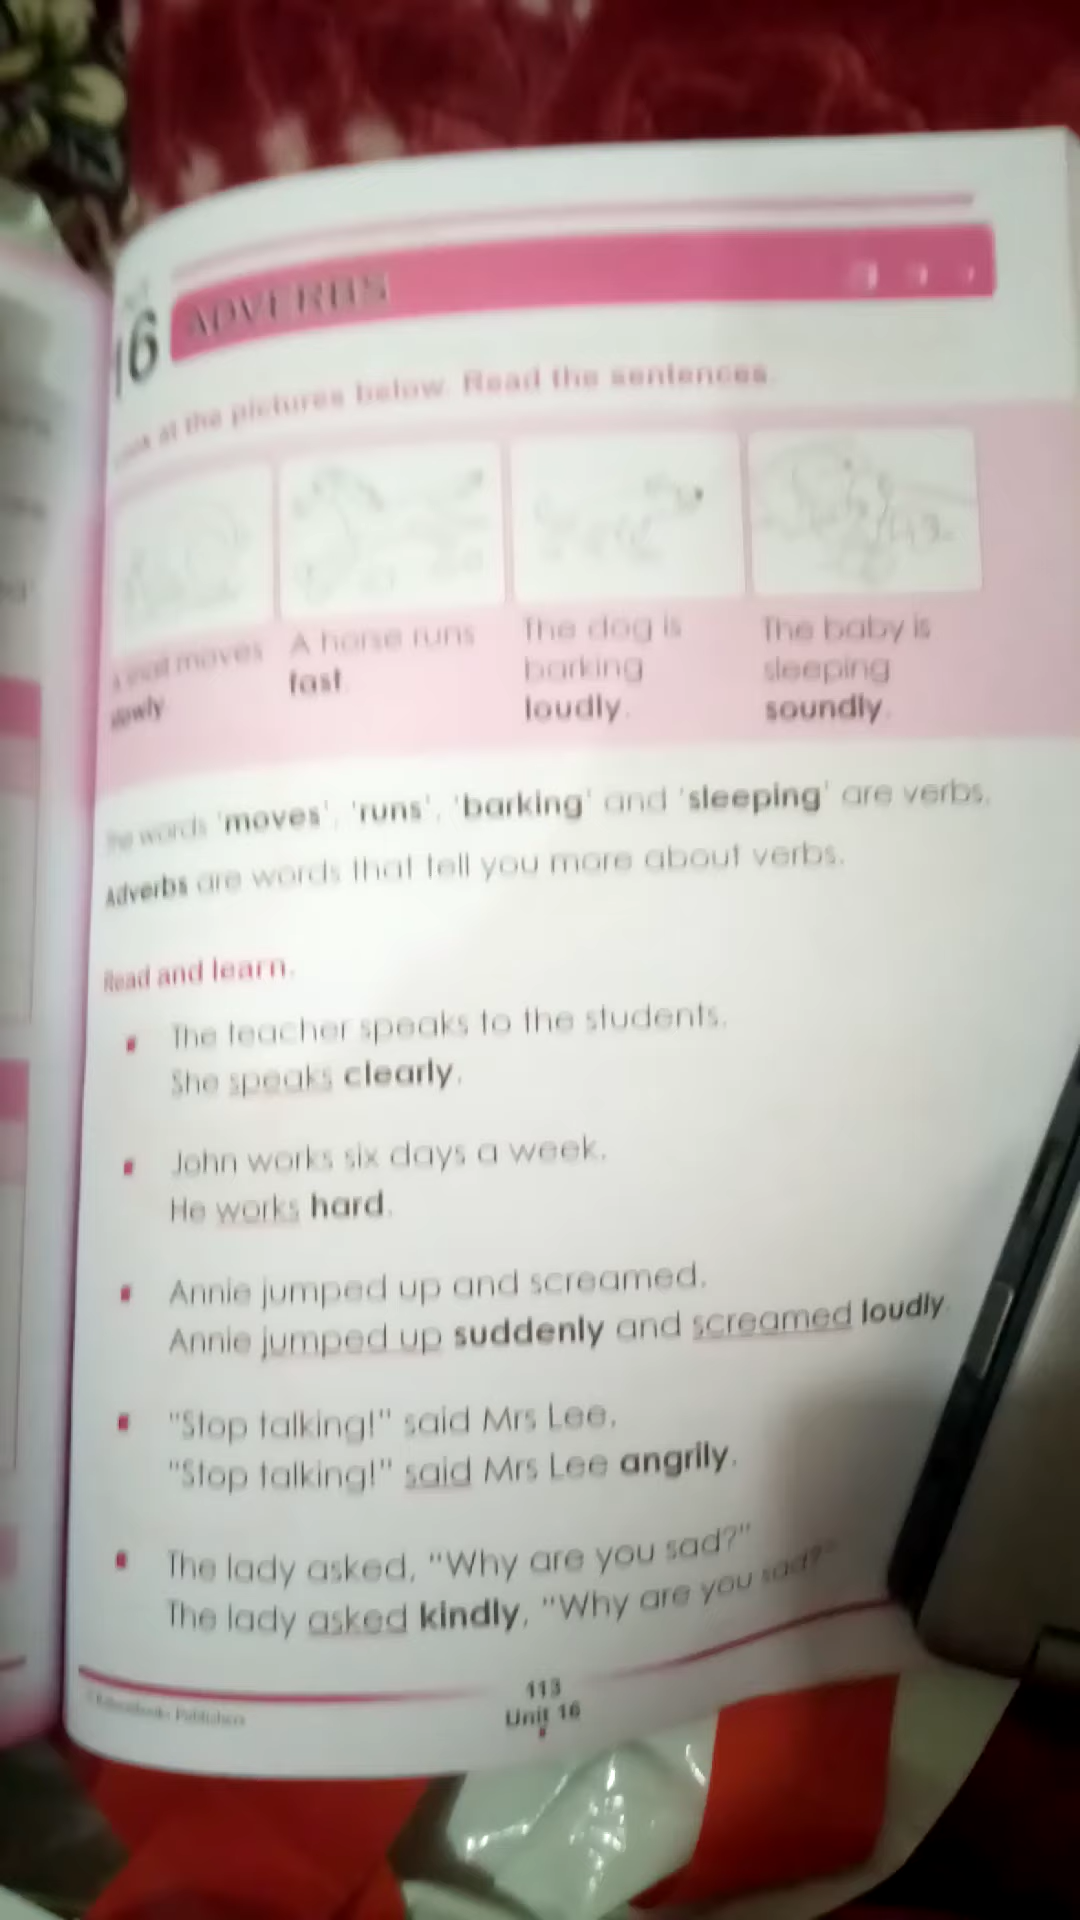 16 ADVERBS
at the pictures below. Read the sentences.
moves
slowly.
A horse runs
fast.
The dog is
barking
loudly.
The baby is
sleeping
soundly.
The words 'moves', 'runs', 'barking' and 'sleeping' are verbs.
Adverbs are words that tell you more about verbs.
Read and learn.
The teacher speaks to the students.
She speaks clearly.
John works six days a week.
He works hard.
Annie jumped up and screamed.
Annie jumped up suddenly and screamed loudly.
"Stop talking!" said Mrs Lee.
"Stop talking!" said Mrs Lee angrily.
The lady asked, "Why are you sad?"
The lady asked kindly, "Why are you sad?"
Publishers
113
Unit 16